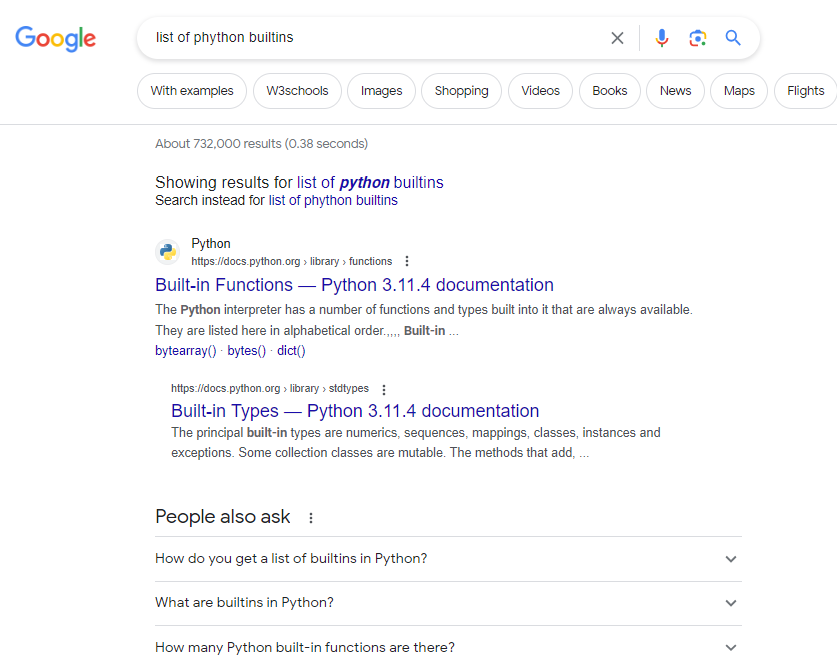 Google
list of phython builtins
With examples
W3schools
Images
Shopping
Videos
Books
News
Maps
Flights
About 732,000 results (0.38 seconds)
Showing results for list of python builtins
Search instead for list of phython builtins
Python
https://docs.python.org › library › functions
Built-in Functions — Python 3.11.4 documentation
The Python interpreter has a number of functions and types built into it that are always available.
They are listed here in alphabetical order.,,,, Built-in ...
bytearray() · bytes() · dict()
https://docs.python.org › library › stdtypes
Built-in Types — Python 3.11.4 documentation
The principal built-in types are numerics, sequences, mappings, classes, instances and
exceptions. Some collection classes are mutable. The methods that add, ...
People also ask
How do you get a list of builtins in Python?
What are builtins in Python?
How many Python built-in functions are there?